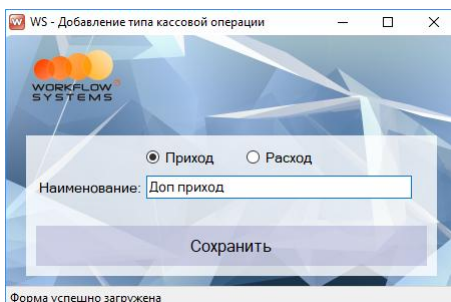 WS - Добавление типа кассовой операции
WORKFLOW
SYSTEMS
Приход Расход
Наименование: Доп приход
Сохранить
Форма успешно загружена